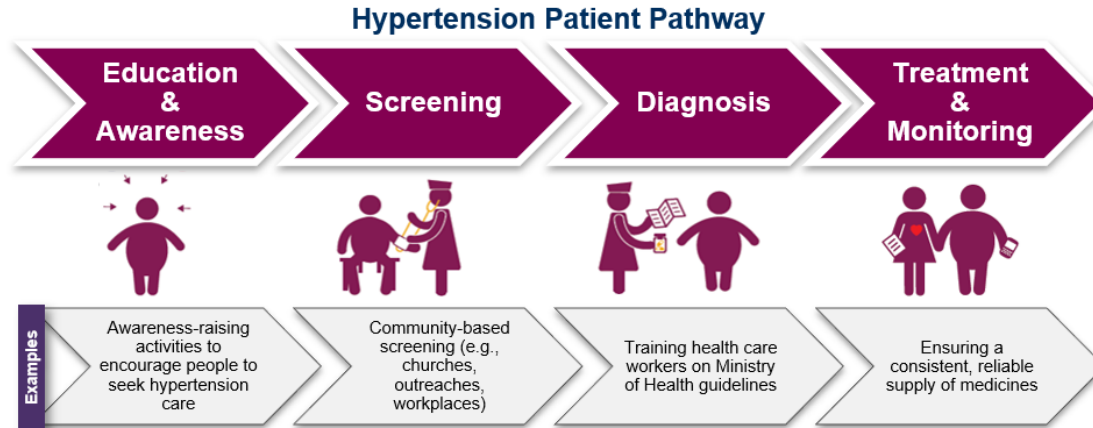 Hypertension Patient Pathway
Education
&
Awareness
Screening
Diagnosis
Treatment
&
Monitoring
Examples
Awareness-raising
activities to
encourage people to
seek hypertension
care
Community-based
screening (e.g.,
churches,
outreaches,
workplaces)
Training health care
workers on Ministry
of Health guidelines
Ensuring a
consistent, reliable
supply of medicines